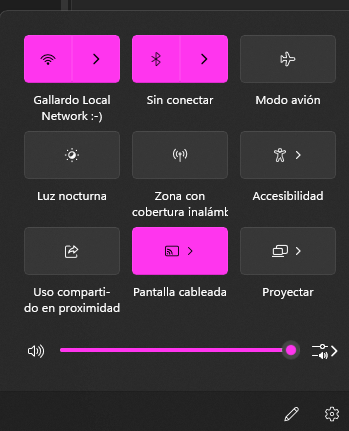 Gallardo Local
Network :-)
Sin conectar
Modo avión
Luz nocturna
Zona con
cobertura inalámb
Accesibilidad
Uso comparti-
do en proximidad
Pantalla cableada
Proyectar